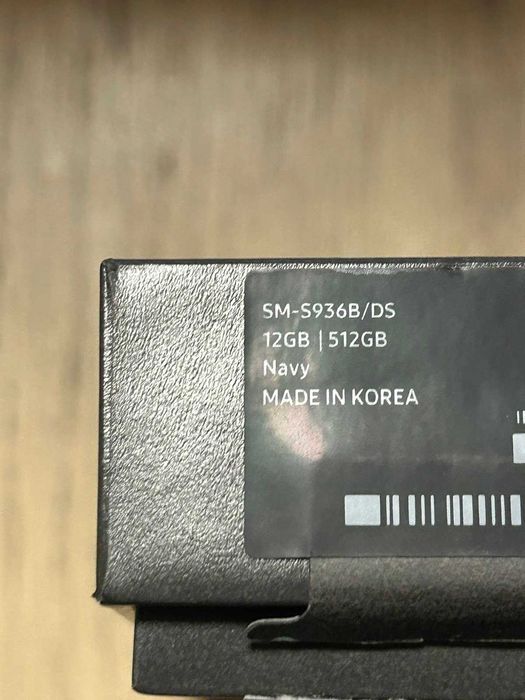 SM-S936B/DS
12GB | 512GB
Navy
MADE IN KOREA